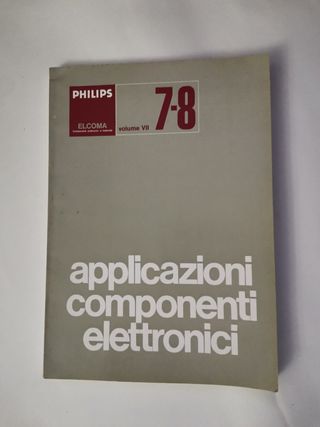 PHILIPS
ELCOMA
volume VII
7-8
applicazioni
componenti
elettronici